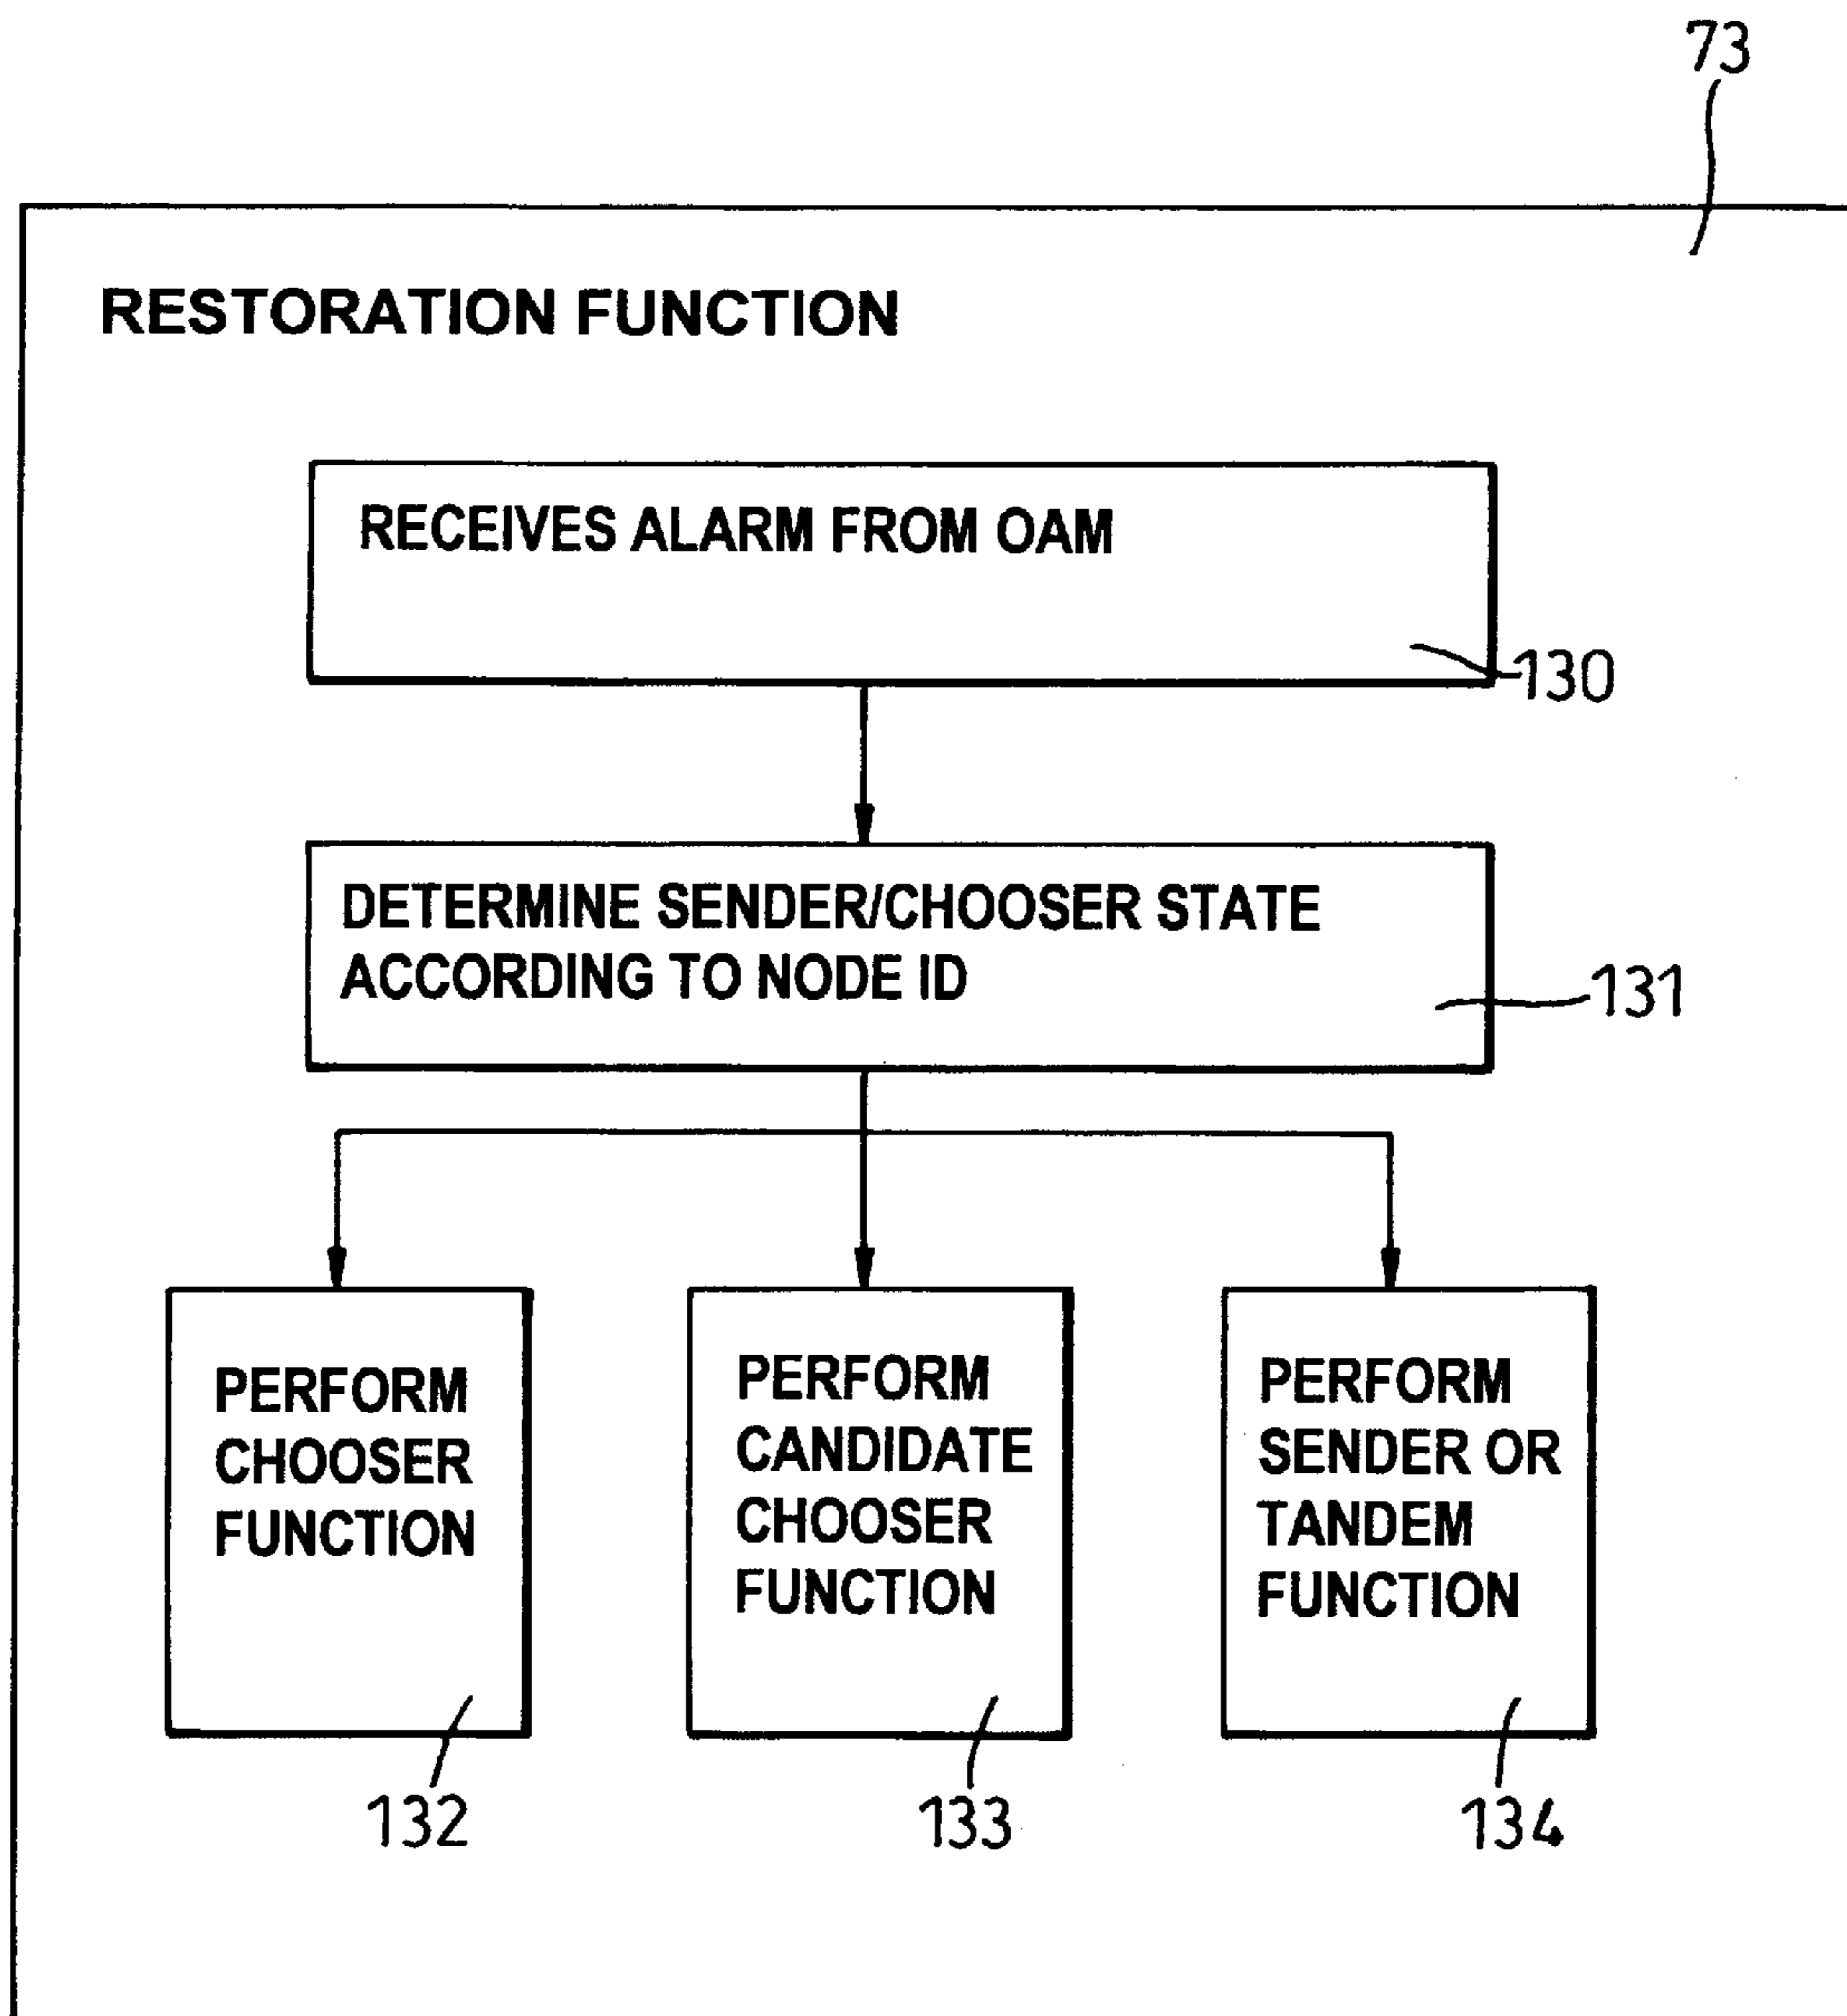 73
RESTORATION FUNCTION
RECEIVES ALARM FROM OAM
130
DETERMINE SENDER/CHOOSER STATE
ACCORDING TO NODE ID
131
PERFORM
CHOOSER
FUNCTION
132
PERFORM
CANDIDATE
CHOOSER
FUNCTION
133
PERFORM
SENDER OR
TANDEM
FUNCTION
134